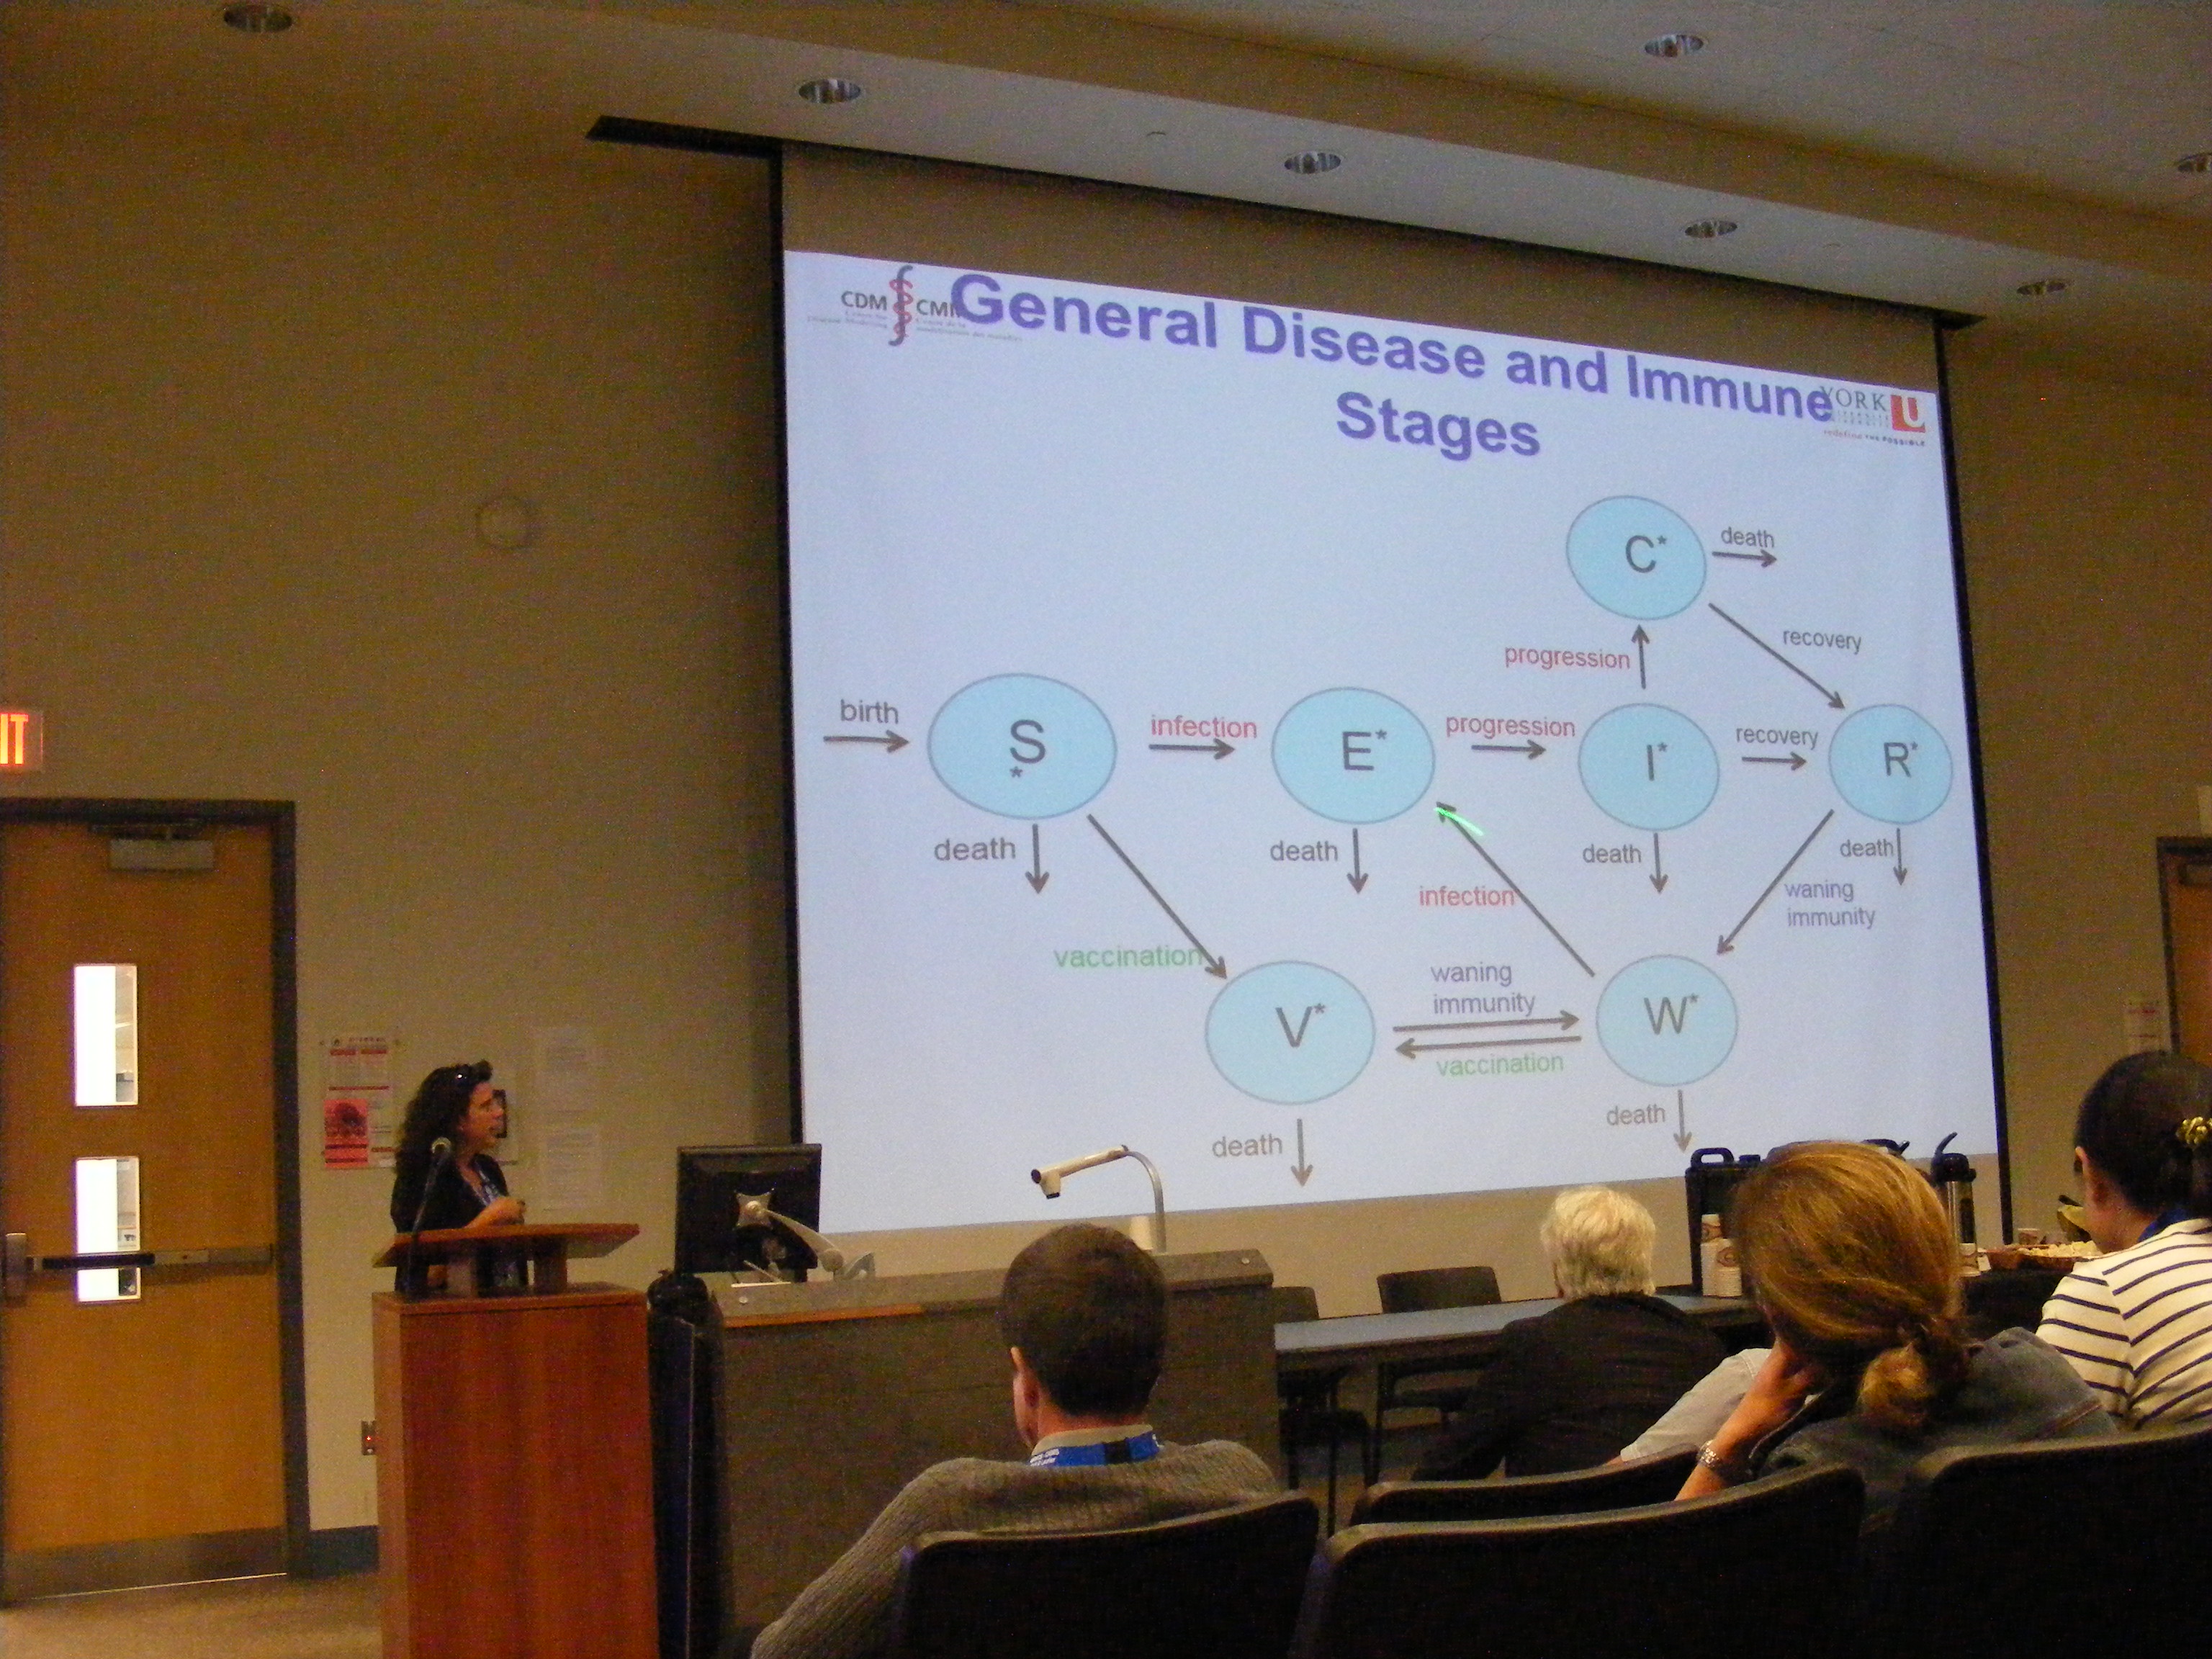 CDM CMM
General Disease and Immune
Stages
YORK U
redefine THE POSSIBLE
C*
death
recovery
progression
birth
S
*
infection
E*
progression
I*
recovery
R*
death
death
death
death
vaccination
infection
waning
immunity
V*
waning
immunity
vaccination
W*
death
death
IT